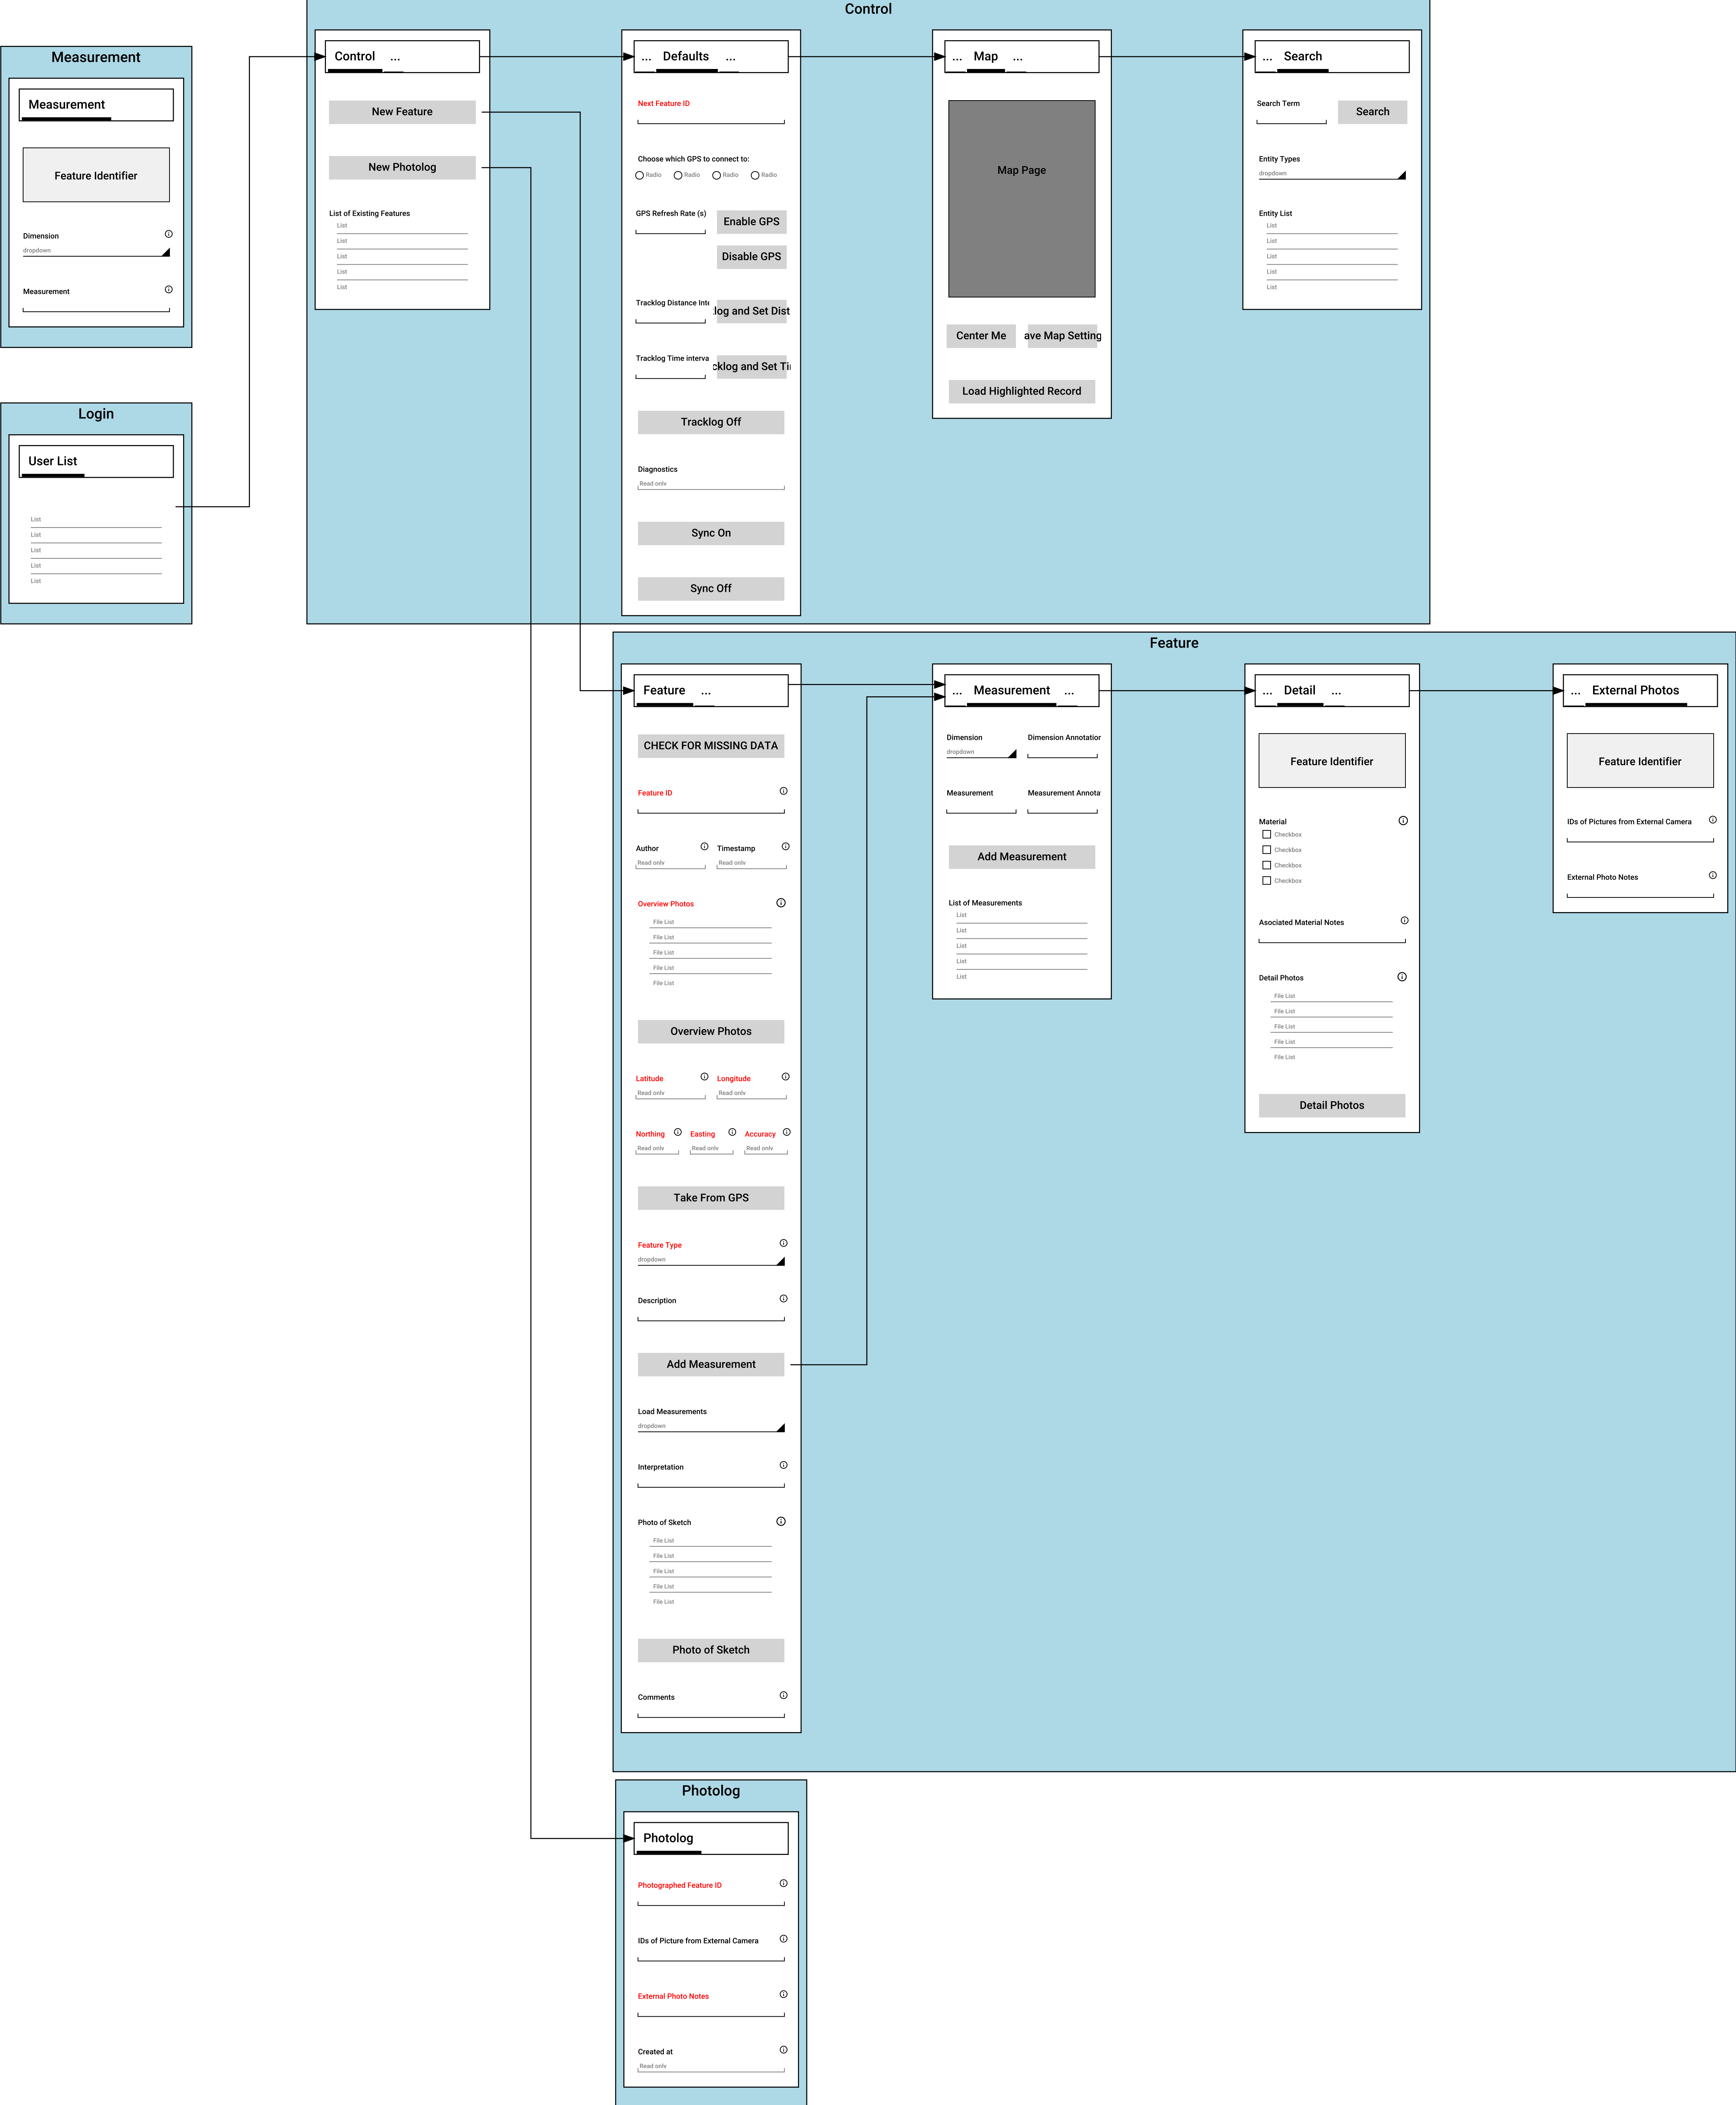 Measurement
Measurement
Feature Identifier
Dimension
dropdown
Measurement
Login
User List
List
List
List
List
List
Control
Control ...
New Feature
New Photolog
List of Existing Features
List
List
List
List
List
... Defaults ...
Next Feature ID
Choose which GPS to connect to:
Radio Radio Radio Radio
GPS Refresh Rate (s) Enable GPS
Disable GPS
Tracklog Distance Inte log and Set Dist
Tracklog Time interva cklog and Set Ti
Tracklog Off
Diagnostics
Read only
Sync On
Sync Off
... Map ...
Map Page
Center Me ave Map Setting
Load Highlighted Record
... Search
Search Term Search
Entity Types
dropdown
Entity List
List
List
List
List
List
Feature
Feature ...
CHECK FOR MISSING DATA
Feature ID
Author Timestamp
Read only Read only
Overview Photos
File List
File List
File List
File List
File List
Overview Photos
Latitude Longitude
Read only Read only
Northing Easting Accuracy
Read only Read only Read only
Take From GPS
Feature Type
dropdown
Description
Add Measurement
Load Measurements
dropdown
Interpretation
Photo of Sketch
File List
File List
File List
File List
File List
Photo of Sketch
Comments
... Measurement ...
Dimension Dimension Annotation
dropdown
Measurement Measurement Annota
Add Measurement
List of Measurements
List
List
List
List
List
... Detail ...
Feature Identifier
Material
Checkbox
Checkbox
Checkbox
Checkbox
Asociated Material Notes
Detail Photos
File List
File List
File List
File List
File List
Detail Photos
... External Photos
Feature Identifier
IDs of Pictures from External Camera
External Photo Notes
Photolog
Photolog
Photographed Feature ID
IDs of Picture from External Camera
External Photo Notes
Created at
Read only